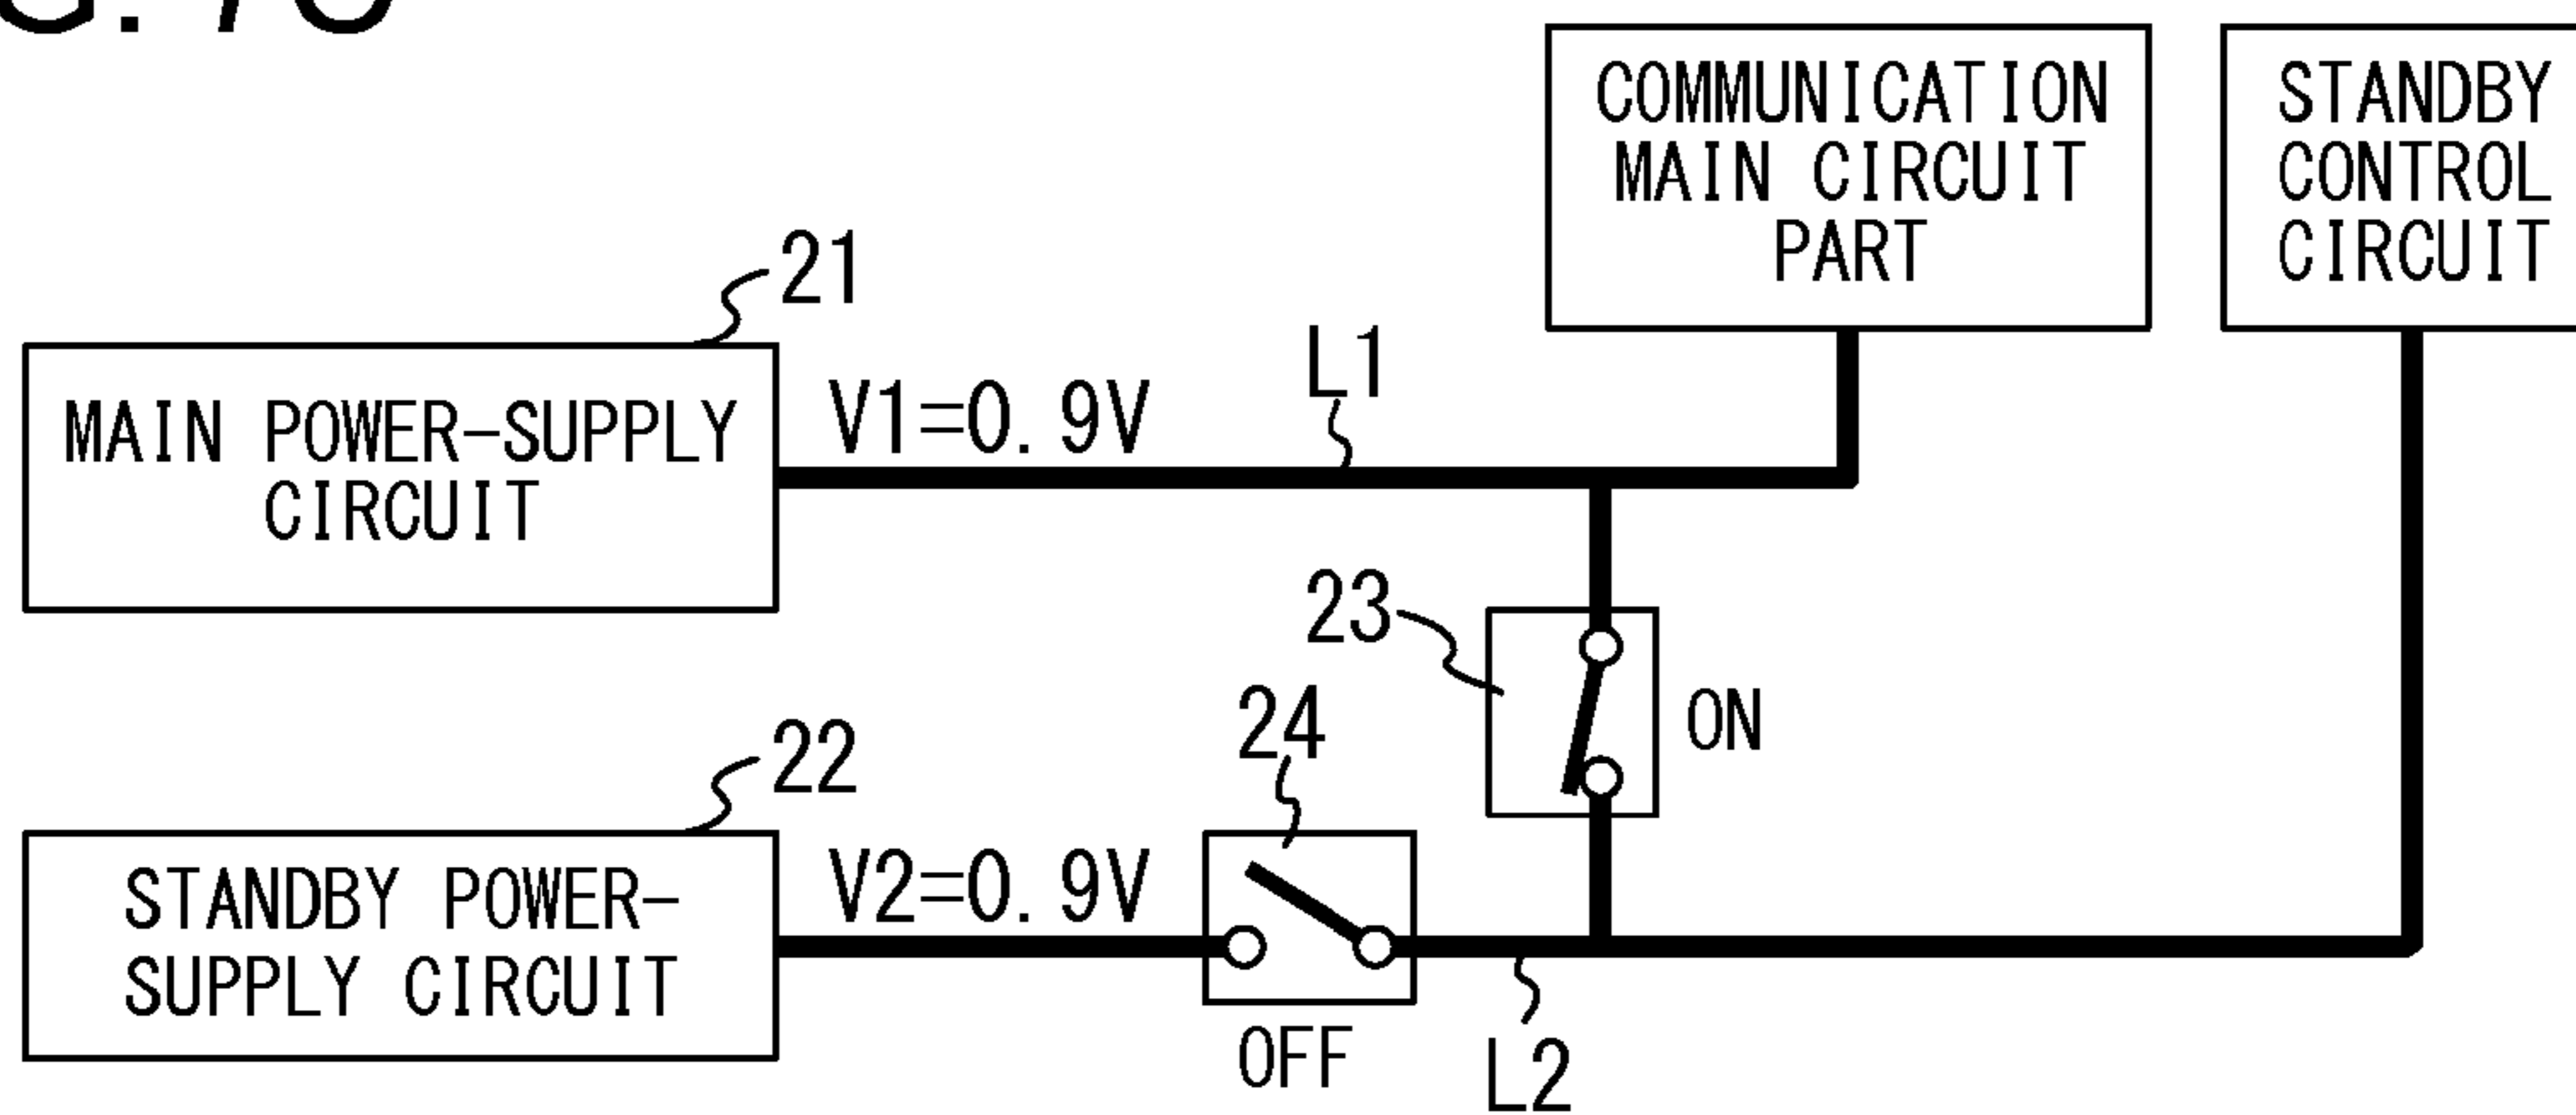 COMMUNICATION
MAIN CIRCUIT
PART
STANDBY
CONTROL
CIRCUIT
21
MAIN POWER-SUPPLY
CIRCUIT
V1=0.9V
L1
23
ON
24
22
STANDBY POWER-
SUPPLY CIRCUIT
V2=0.9V
OFF
L2